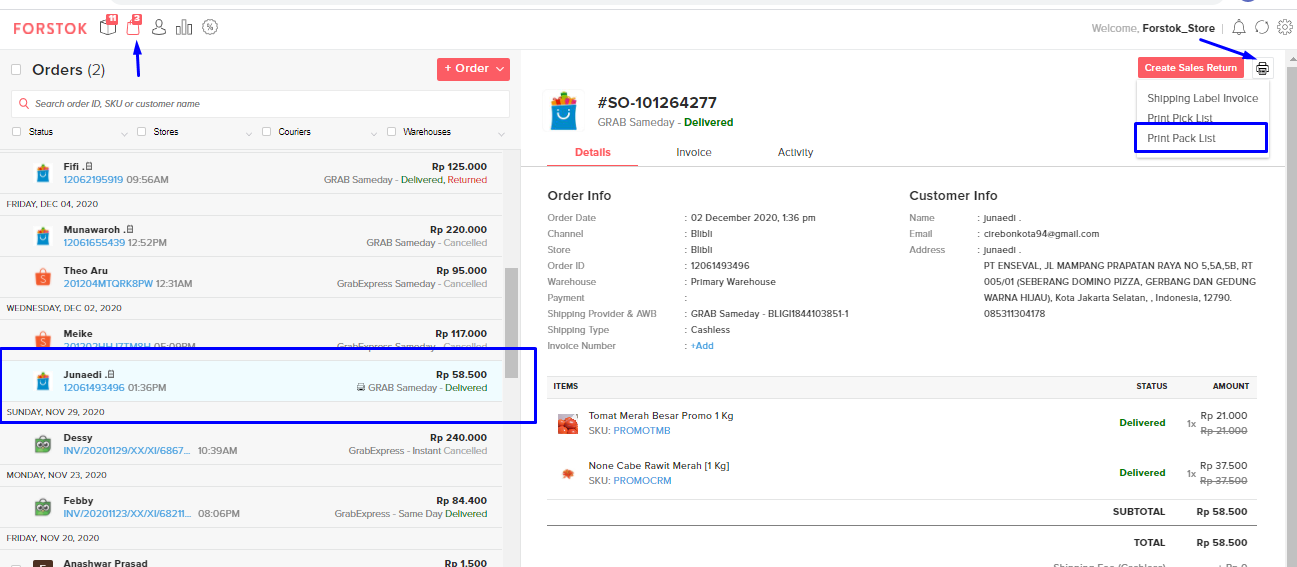 FORSTOK
11
3
Welcome, Forstok_Store
Orders (2)
+ Order
Search order ID, SKU or customer name
Status
Stores
Couriers
Warehouses
Fifi .
Rp 125.000
12062195919 09:56AM
GRAB Sameday - Delivered, Returned
FRIDAY, DEC 04, 2020
Munawaroh .
Rp 220.000
12061655439 12:52PM
GRAB Sameday - Cancelled
Theo Aru
Rp 95.000
201204MTQRK8PW 12:31AM
GrabExpress Sameday - Cancelled
WEDNESDAY, DEC 02, 2020
Meike
Rp 117.000
201202HHJ7TM8H 05:09PM
GrabExpress Sameday - Cancelled
Junaedi .
Rp 58.500
12061493496 01:36PM
GRAB Sameday - Delivered
SUNDAY, NOV 29, 2020
Dessy
Rp 240.000
INV/20201129/XX/XI/6867... 10:39AM
GrabExpress - Instant Cancelled
MONDAY, NOV 23, 2020
Febby
Rp 84.400
INV/20201123/XX/XI/68211... 08:06PM
GrabExpress - Same Day Delivered
FRIDAY, NOV 20, 2020
Anashwar Prasad
Rp 1.500
Create Sales Return
Shipping Label Invoice
Print Pick List
Print Pack List
#SO-101264277
GRAB Sameday - Delivered
Details
Invoice
Activity
Order Info
Order Date : 02 December 2020, 1:36 pm
Channel : Blibli
Store : Blibli
Order ID : 12061493496
Warehouse : Primary Warehouse
Payment :
Shipping Provider & AWB : GRAB Sameday - BLIGI1844103851-1
Shipping Type : Cashless
Invoice Number : +Add
Customer Info
Name : junaedi .
Email : cirebonkota94@gmail.com
Address : junaedi .
PT ENSEVAL, JL MAMPANG PRAPATAN RAYA NO 5,5A,5B, RT
005/01 (SEBERANG DOMINO PIZZA, GERBANG DAN GEDUNG
WARNA HIJAU), Kota Jakarta Selatan, , Indonesia, 12790.
085311304178
ITEMS STATUS AMOUNT
Tomat Merah Besar Promo 1 Kg
SKU: PROMOTMB
Delivered
1x
Rp 21.000
Rp 21.000
None Cabe Rawit Merah [1 Kg]
SKU: PROMOCRM
Delivered
1x
Rp 37.500
Rp 37.500
SUBTOTAL Rp 58.500
TOTAL Rp 58.500
Shipping Fee (Cashless) + Rp 0